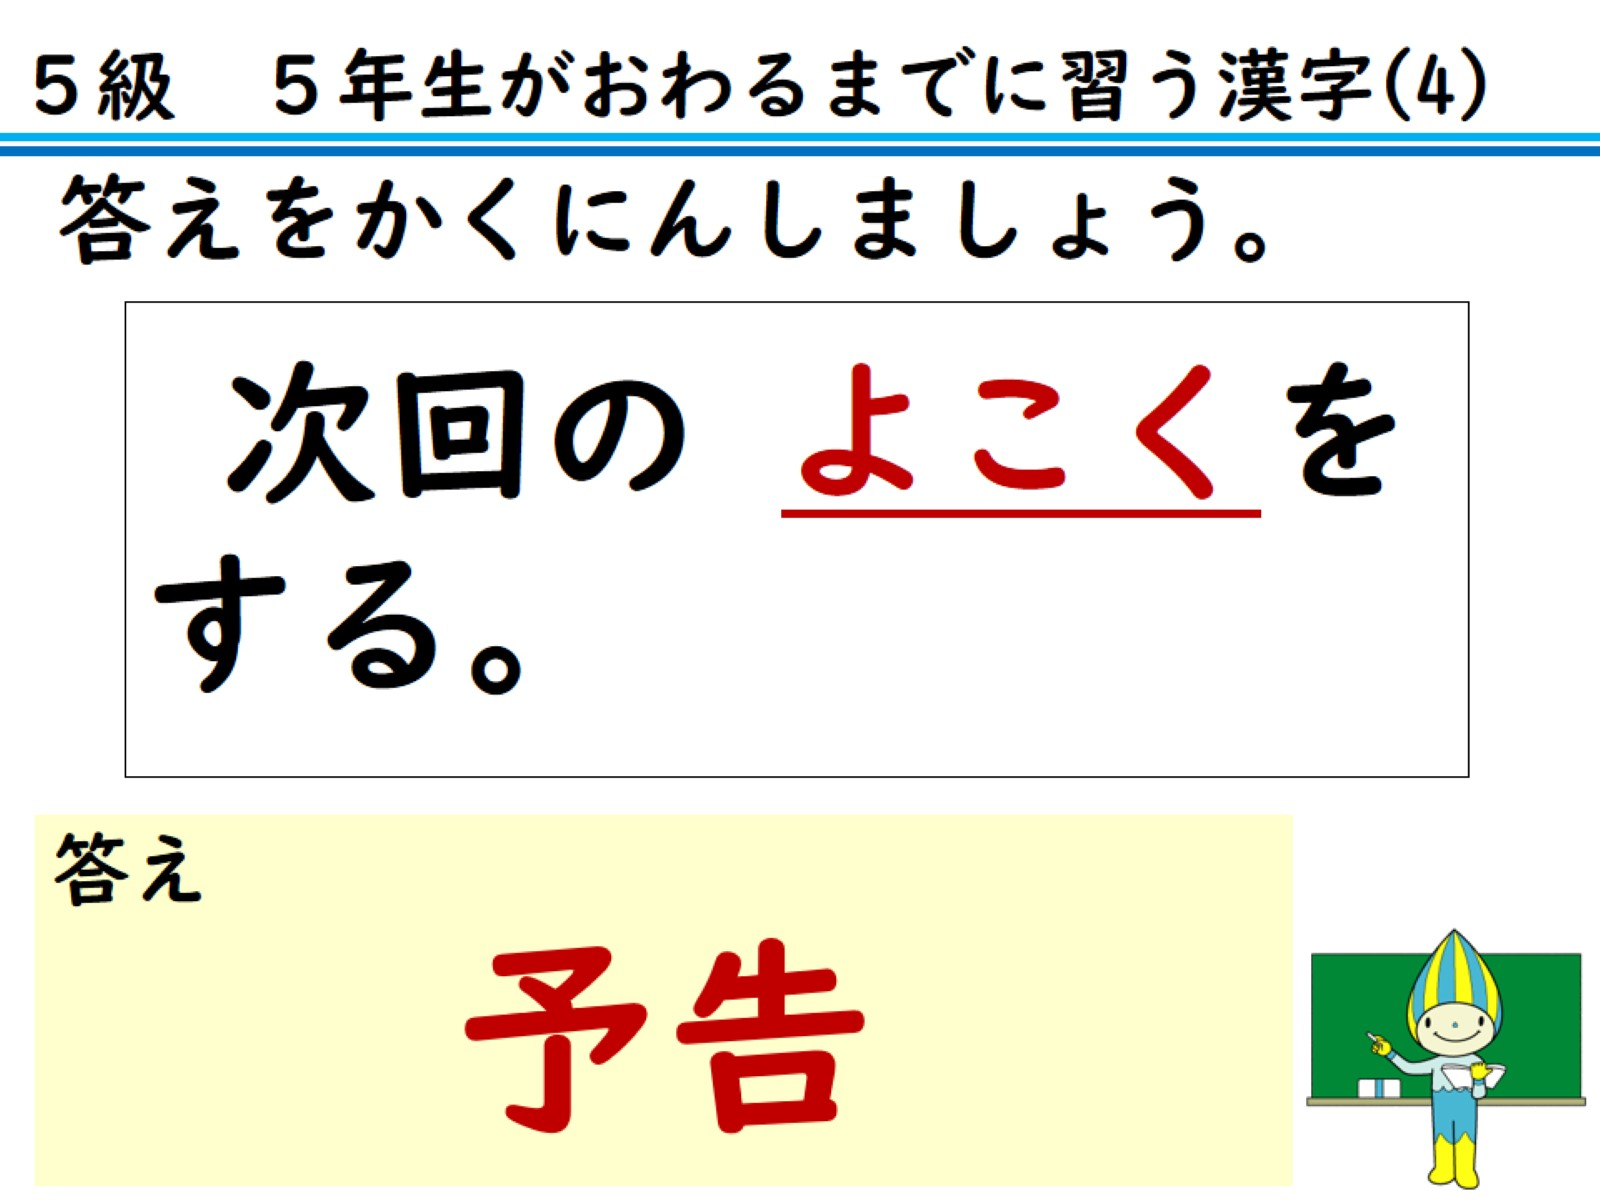 ５級　５年生がおわるまでに習う漢字(4)
答えをかくにんしましょう。
次回の よこくを
する。
答え
予告